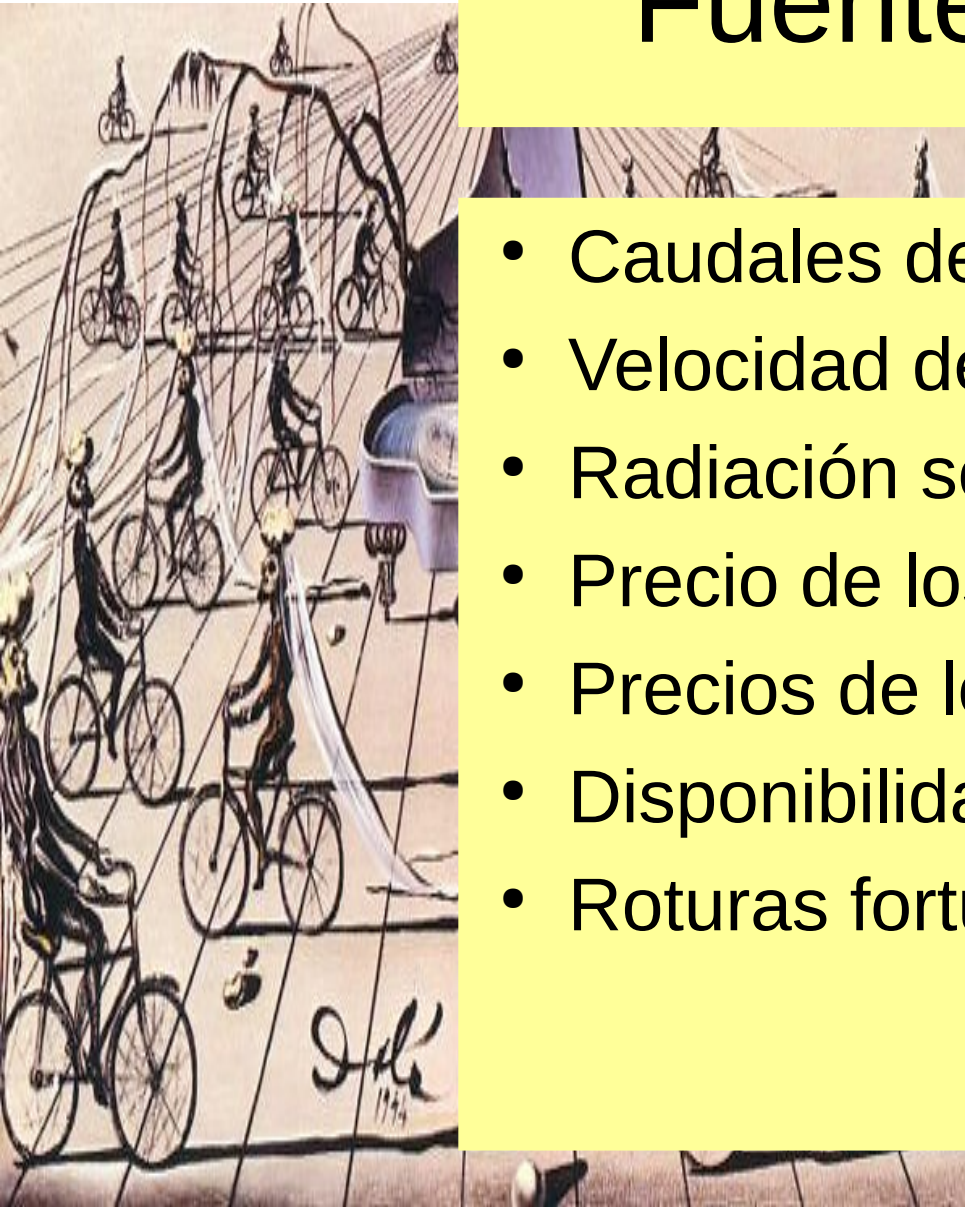 Fuente
• Caudales de
• Velocidad de
• Radiación so
• Precio de los
• Precios de lo
• Disponibilida
• Roturas fortu
Dalí
1944